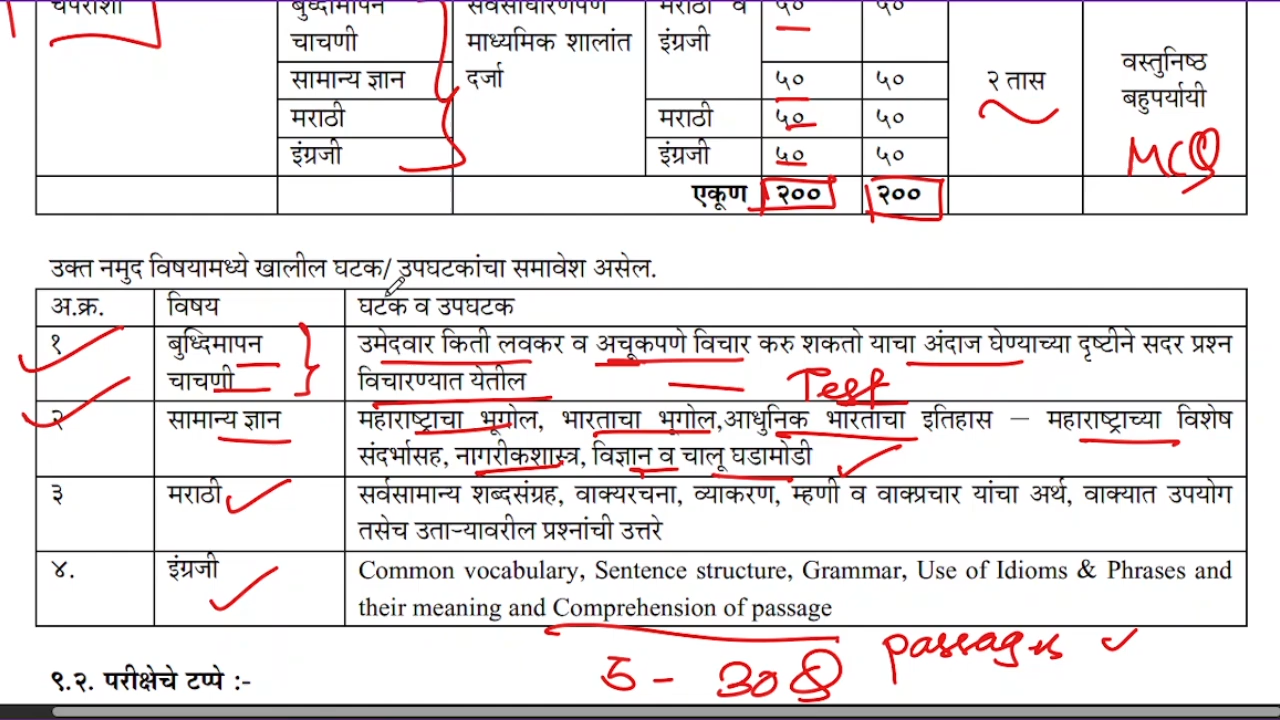 चपराशी बुध्दीमापन सर्वसाधारणपणे मराठी व ५० ५०
चाचणी माध्यमिक शालांत इंग्रजी
दर्जा
सामान्य ज्ञान ५० ५० २ तास वस्तुनिष्ठ
बहुपर्यायी
मराठी मराठी ५० ५०
इंग्रजी इंग्रजी ५० ५० MCQ
एकूण २०० २००
उक्त नमुद विषयामध्ये खालील घटक/ उपघटकांचा समावेश असेल.
अ.क्र. विषय घटक व उपघटक
१ बुध्दिमापन उमेदवार किती लवकर व अचूकपणे विचार करु शकतो याचा अंदाज घेण्याच्या दृष्टीने सदर प्रश्न
चाचणी विचारण्यात येतील Test
२ सामान्य ज्ञान महाराष्ट्राचा भूगोल, भारताचा भूगोल,आधुनिक भारताचा इतिहास – महाराष्ट्राच्या विशेष
संदर्भासह, नागरीकशास्त्र, विज्ञान व चालू घडामोडी
३ मराठी सर्वसामान्य शब्दसंग्रह, वाक्यरचना, व्याकरण, म्हणी व वाक्प्रचार यांचा अर्थ, वाक्यात उपयोग
तसेच उताऱ्यावरील प्रश्नांची उत्तरे
४. इंग्रजी Common vocabulary, Sentence structure, Grammar, Use of Idioms & Phrases and
their meaning and Comprehension of passage
passages
५.२. परीक्षेचे टप्पे :- 5 - 30 Q